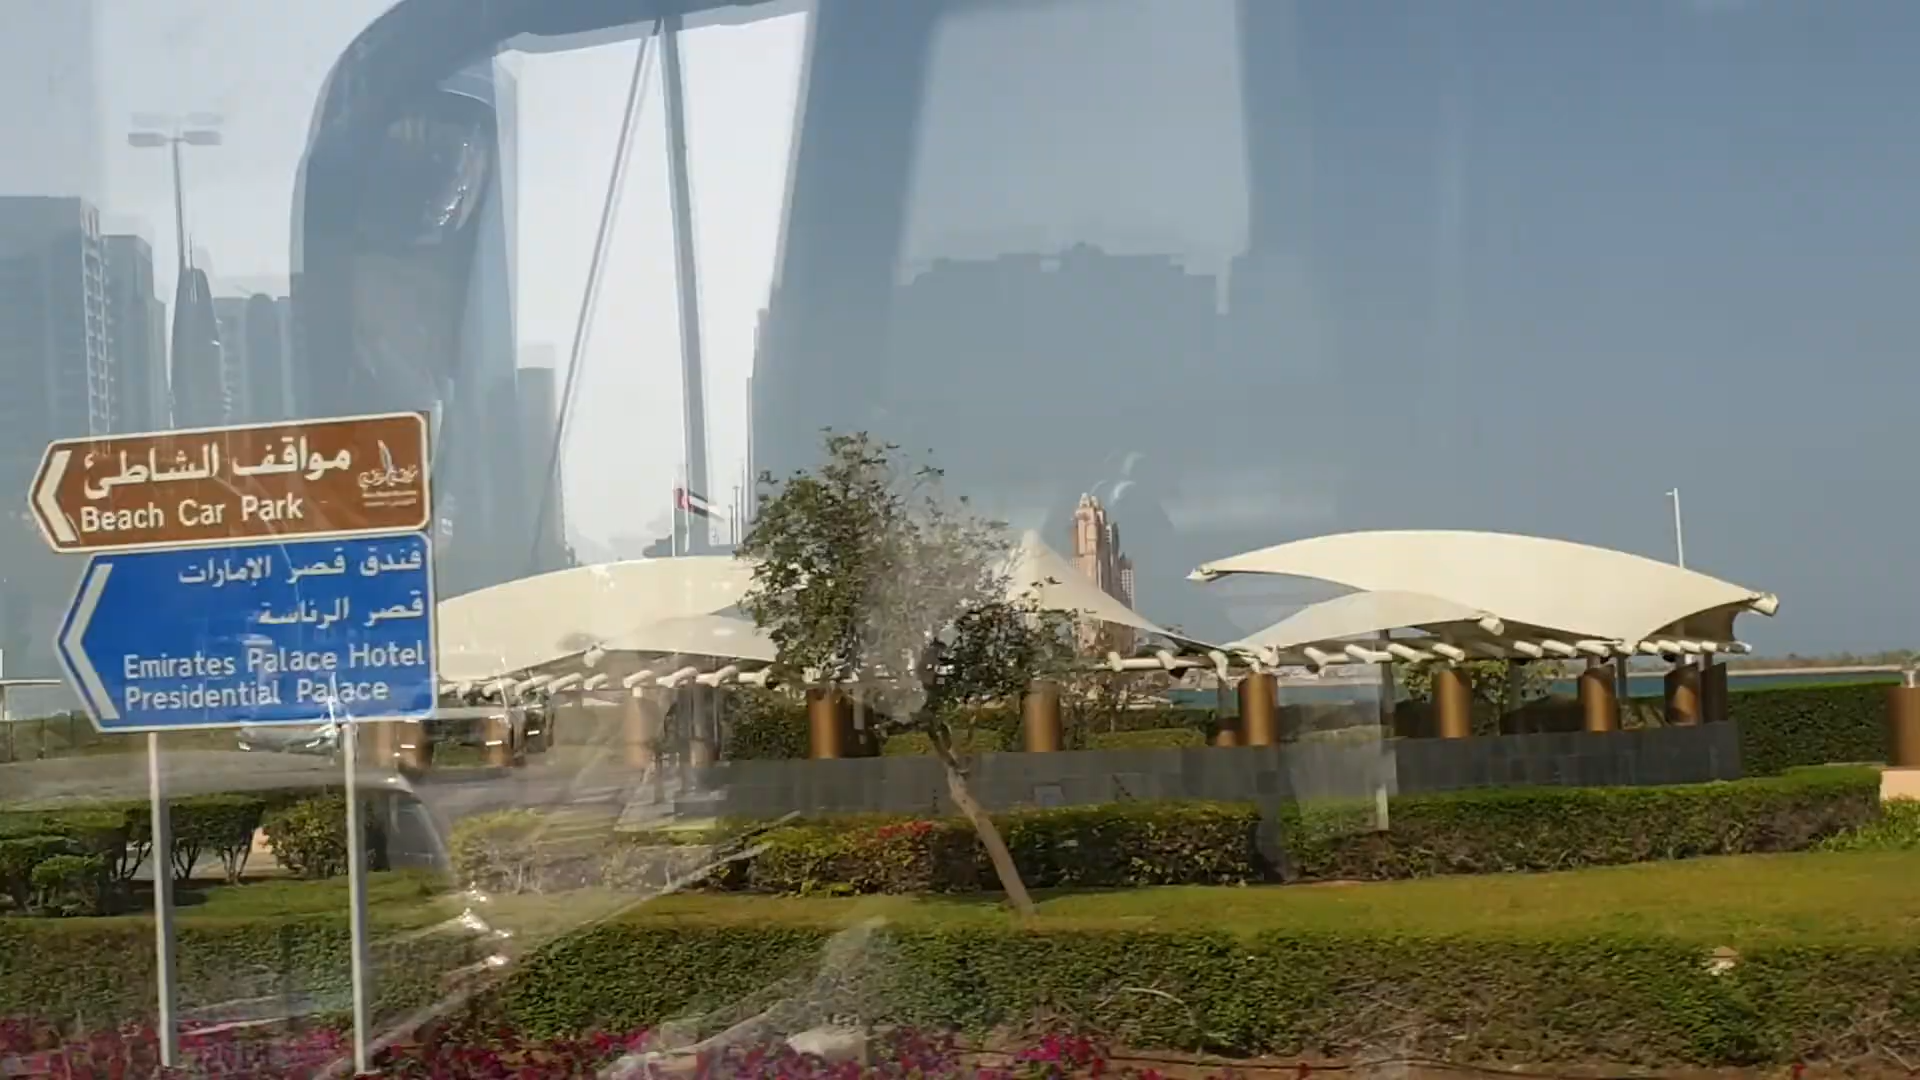 مواقف الشاطئ
Beach Car Park
فندق قصر الإمارات
قصر الرئاسة
Emirates Palace Hotel
Presidential Palace